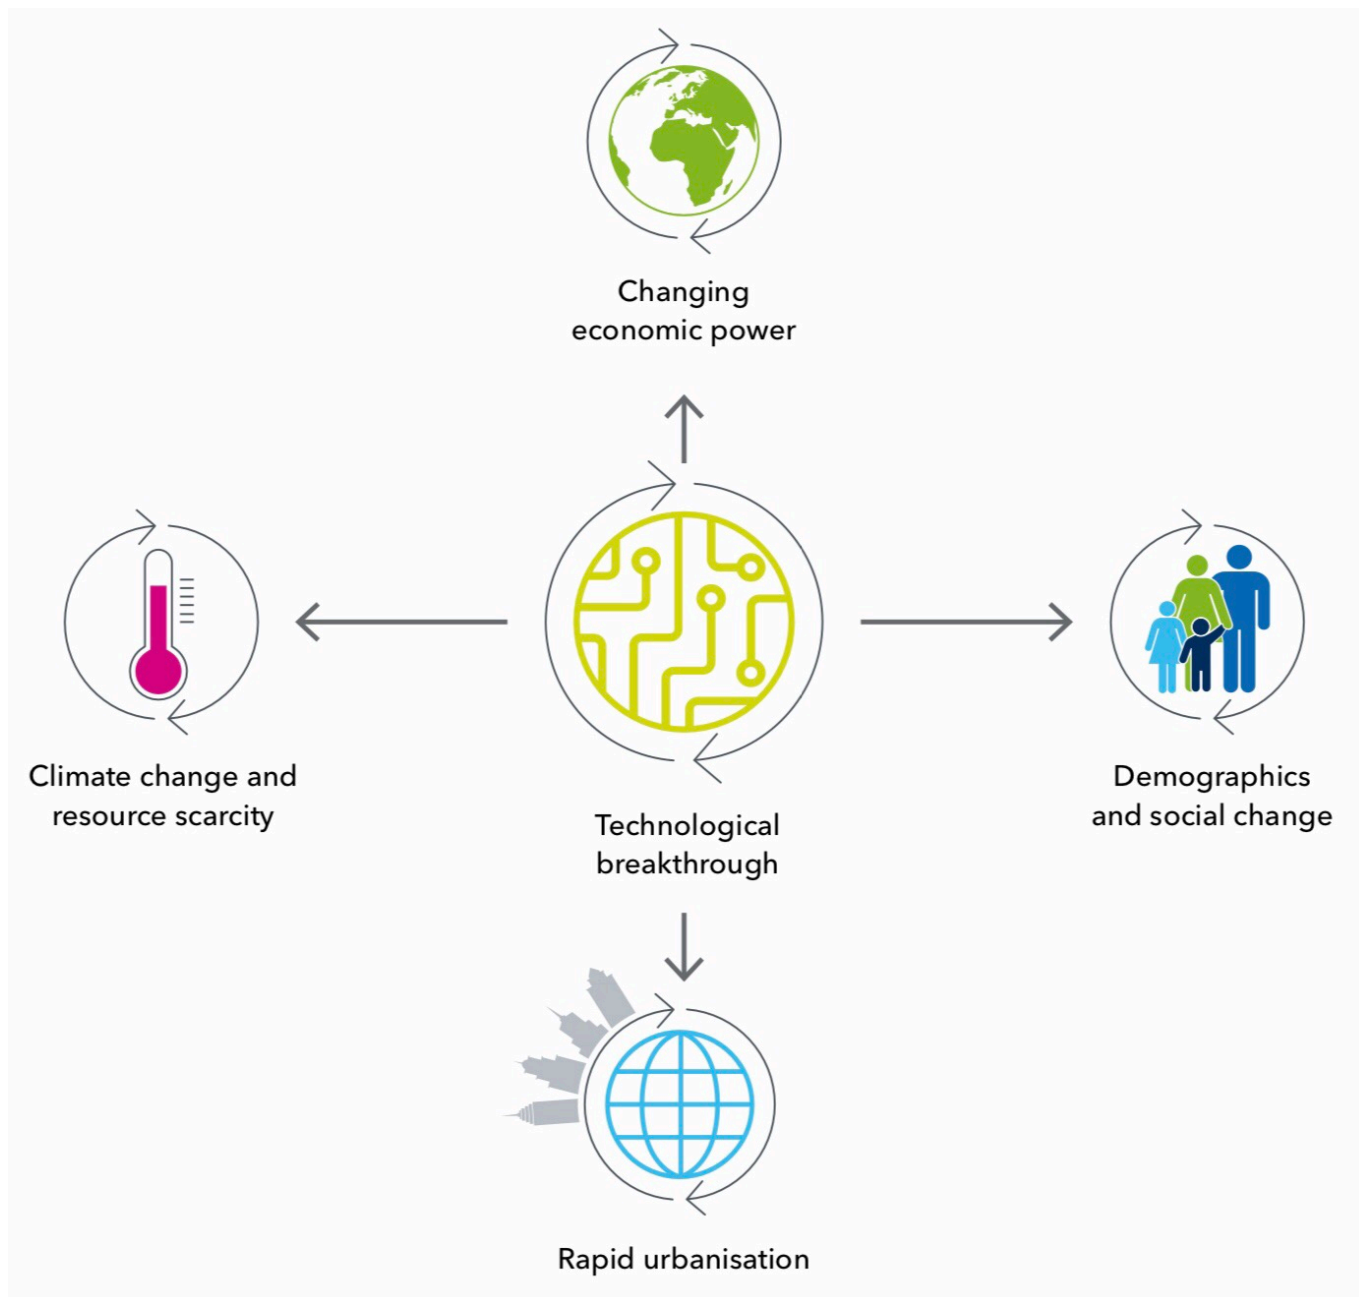 Changing
economic power
Climate change and
resource scarcity
Technological
breakthrough
Demographics
and social change
Rapid urbanisation